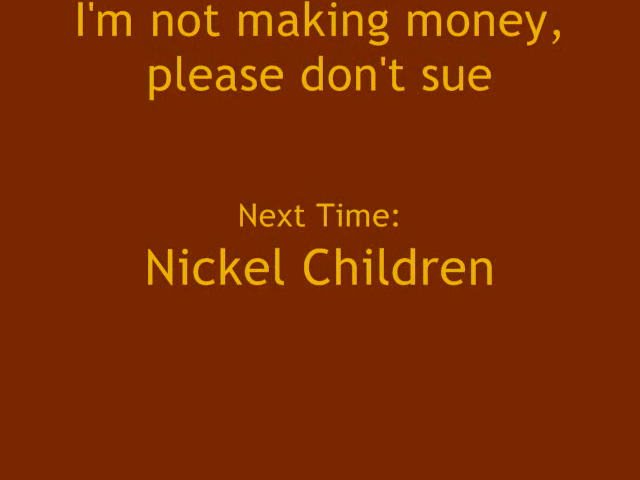 I'm not making money,
please don't sue
Next Time:
Nickel Children